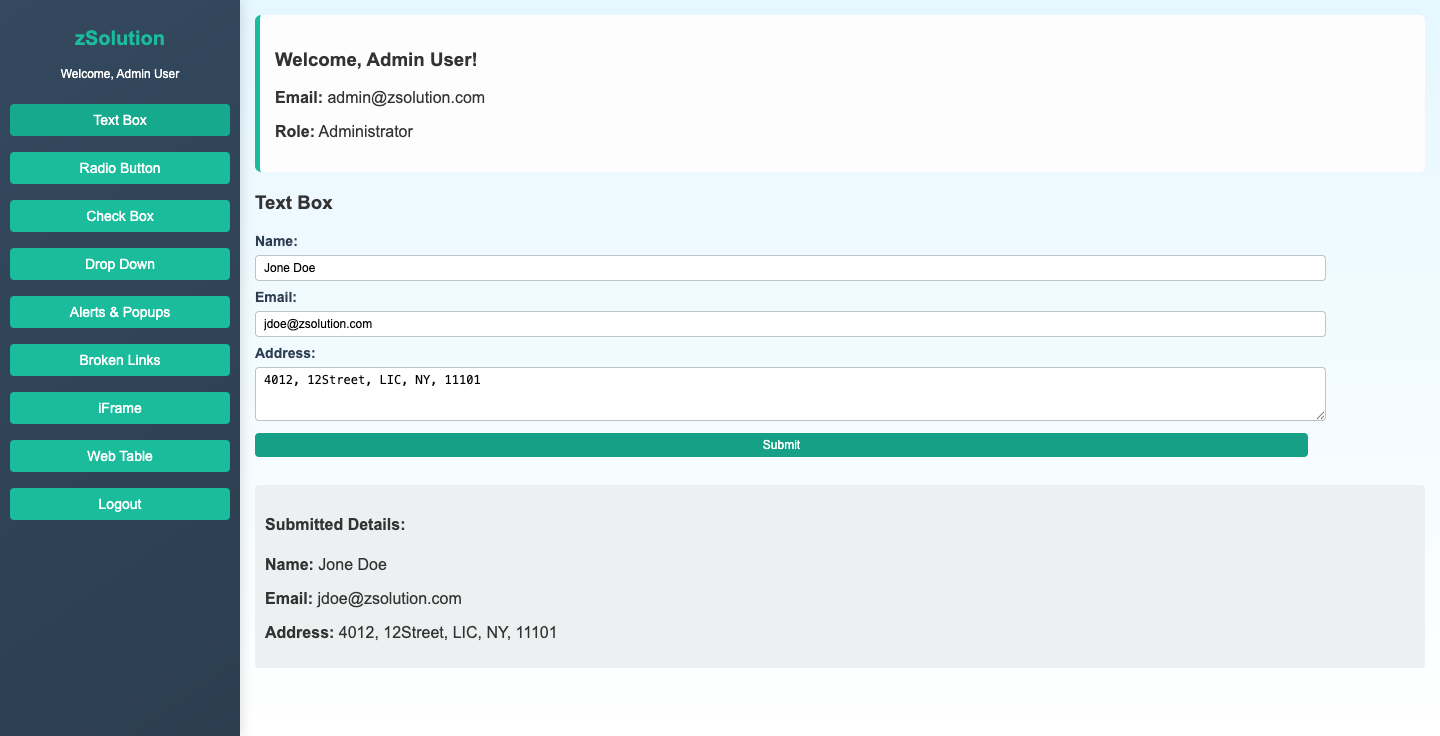 zSolution
Welcome, Admin User
Text Box
Radio Button
Check Box
Drop Down
Alerts & Popups
Broken Links
iFrame
Web Table
Logout
Welcome, Admin User!
Email: admin@zsolution.com
Role: Administrator
Text Box
Name:
Jone Doe
Email:
jdoe@zsolution.com
Address:
4012, 12Street, LIC, NY, 11101
Submit
Submitted Details:
Name: Jone Doe
Email: jdoe@zsolution.com
Address: 4012, 12Street, LIC, NY, 11101